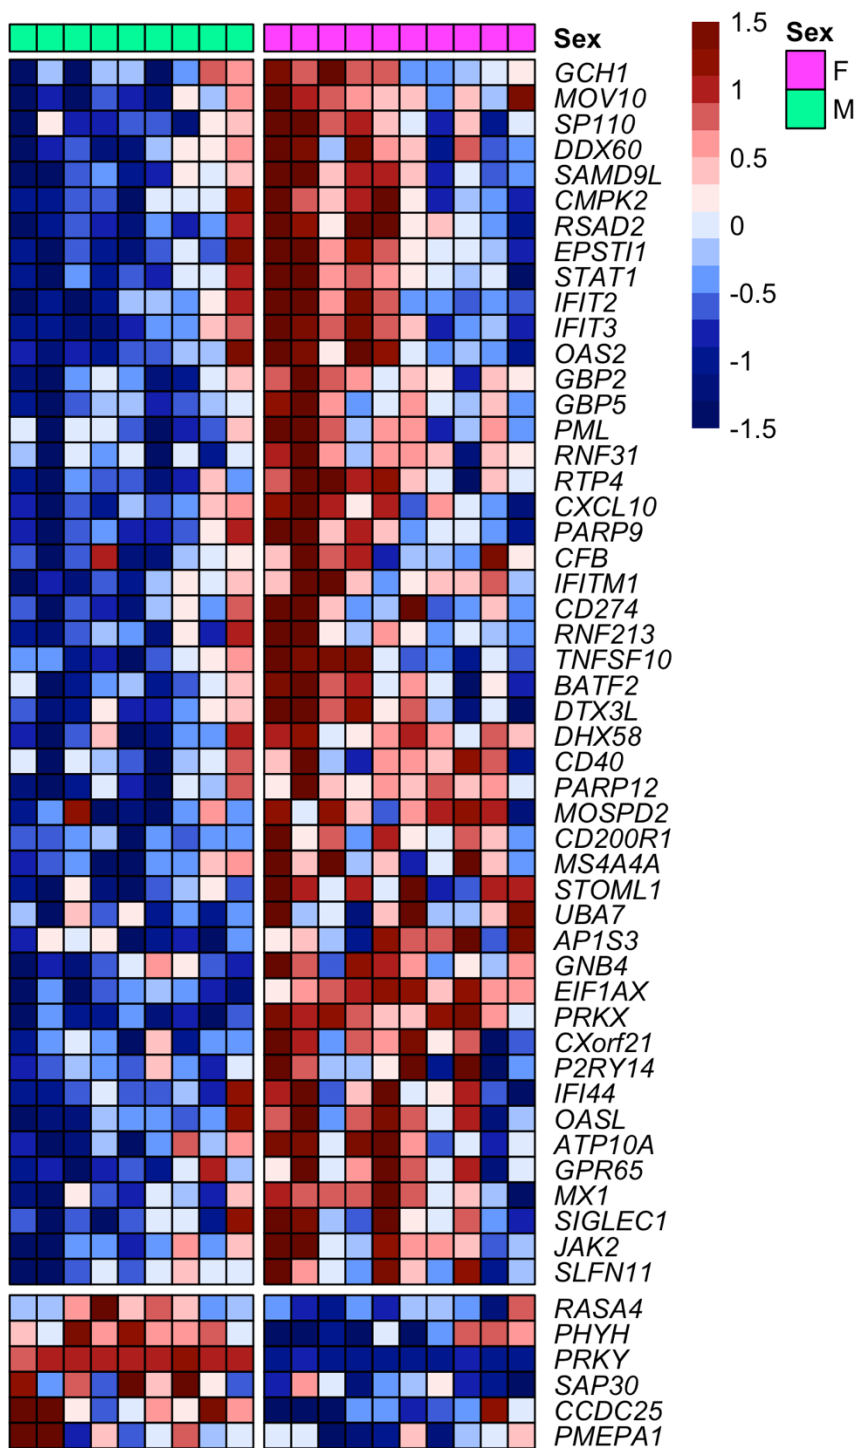 Sex
GCH1
MOV10
SP110
DDX60
SAMD9L
CMPK2
RSAD2
EPSTI1
STAT1
IFIT2
IFIT3
OAS2
GBP2
GBP5
PML
RNF31
RTP4
CXCL10
PARP9
CFB
IFITM1
CD274
RNF213
TNFSF10
BATF2
DTX3L
DHX58
CD40
PARP12
MOSPD2
CD200R1
MS4A4A
STOML1
UBA7
AP1S3
GNB4
EIF1AX
PRKX
CXorf21
P2RY14
IFI44
OASL
ATP10A
GPR65
MX1
SIGLEC1
JAK2
SLFN11
RASA4
PHYH
PRKY
SAP30
CCDC25
PMEPA1
1.5
1
0.5
0
-0.5
-1
-1.5
Sex
F
M